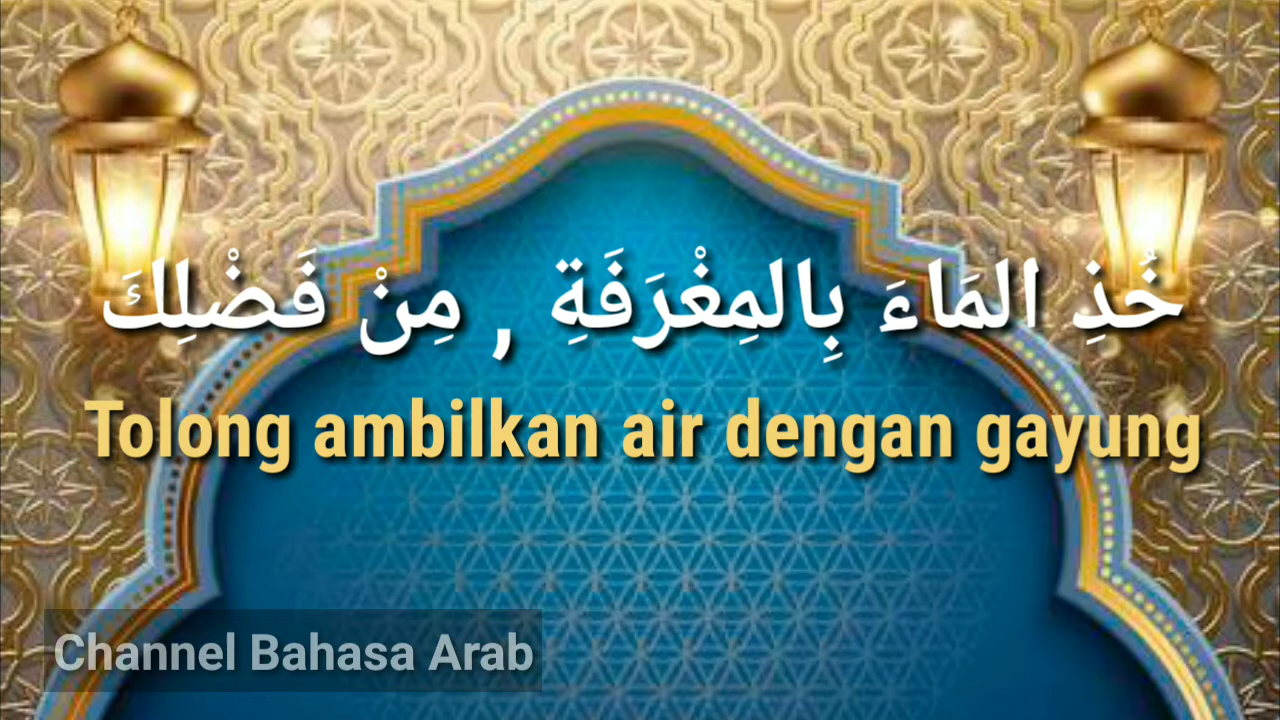 خُذِ المَاءَ بِالمِغْرَفَةِ , مِنْ فَضْلِكَ
Tolong ambilkan air dengan gayung
Channel Bahasa Arab